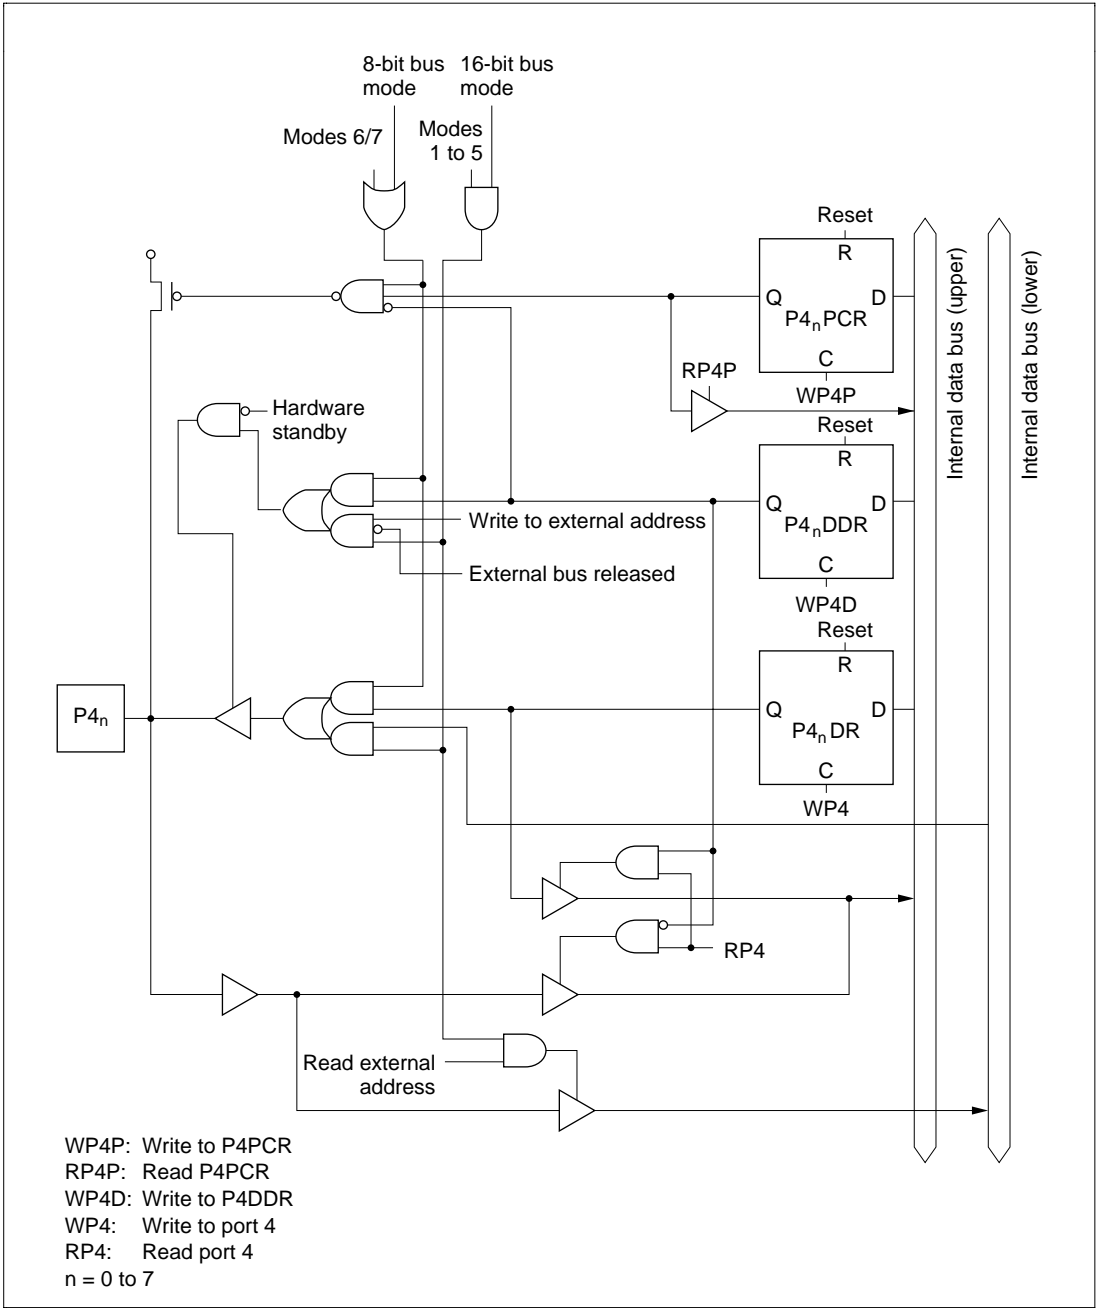 8-bit bus mode
16-bit bus mode
Modes 6/7
Modes 1 to 5
Reset
R
Q
D
P4nPCR
C
WP4P
RP4P
Hardware standby
Reset
R
Q
D
P4nDDR
C
WP4D
Write to external address
External bus released
Reset
R
Q
D
P4nDR
C
WP4
P4n
RP4
Read external address
Internal data bus (upper)
Internal data bus (lower)
WP4P: Write to P4PCR
RP4P: Read P4PCR
WP4D: Write to P4DDR
WP4: Write to port 4
RP4: Read port 4
n = 0 to 7